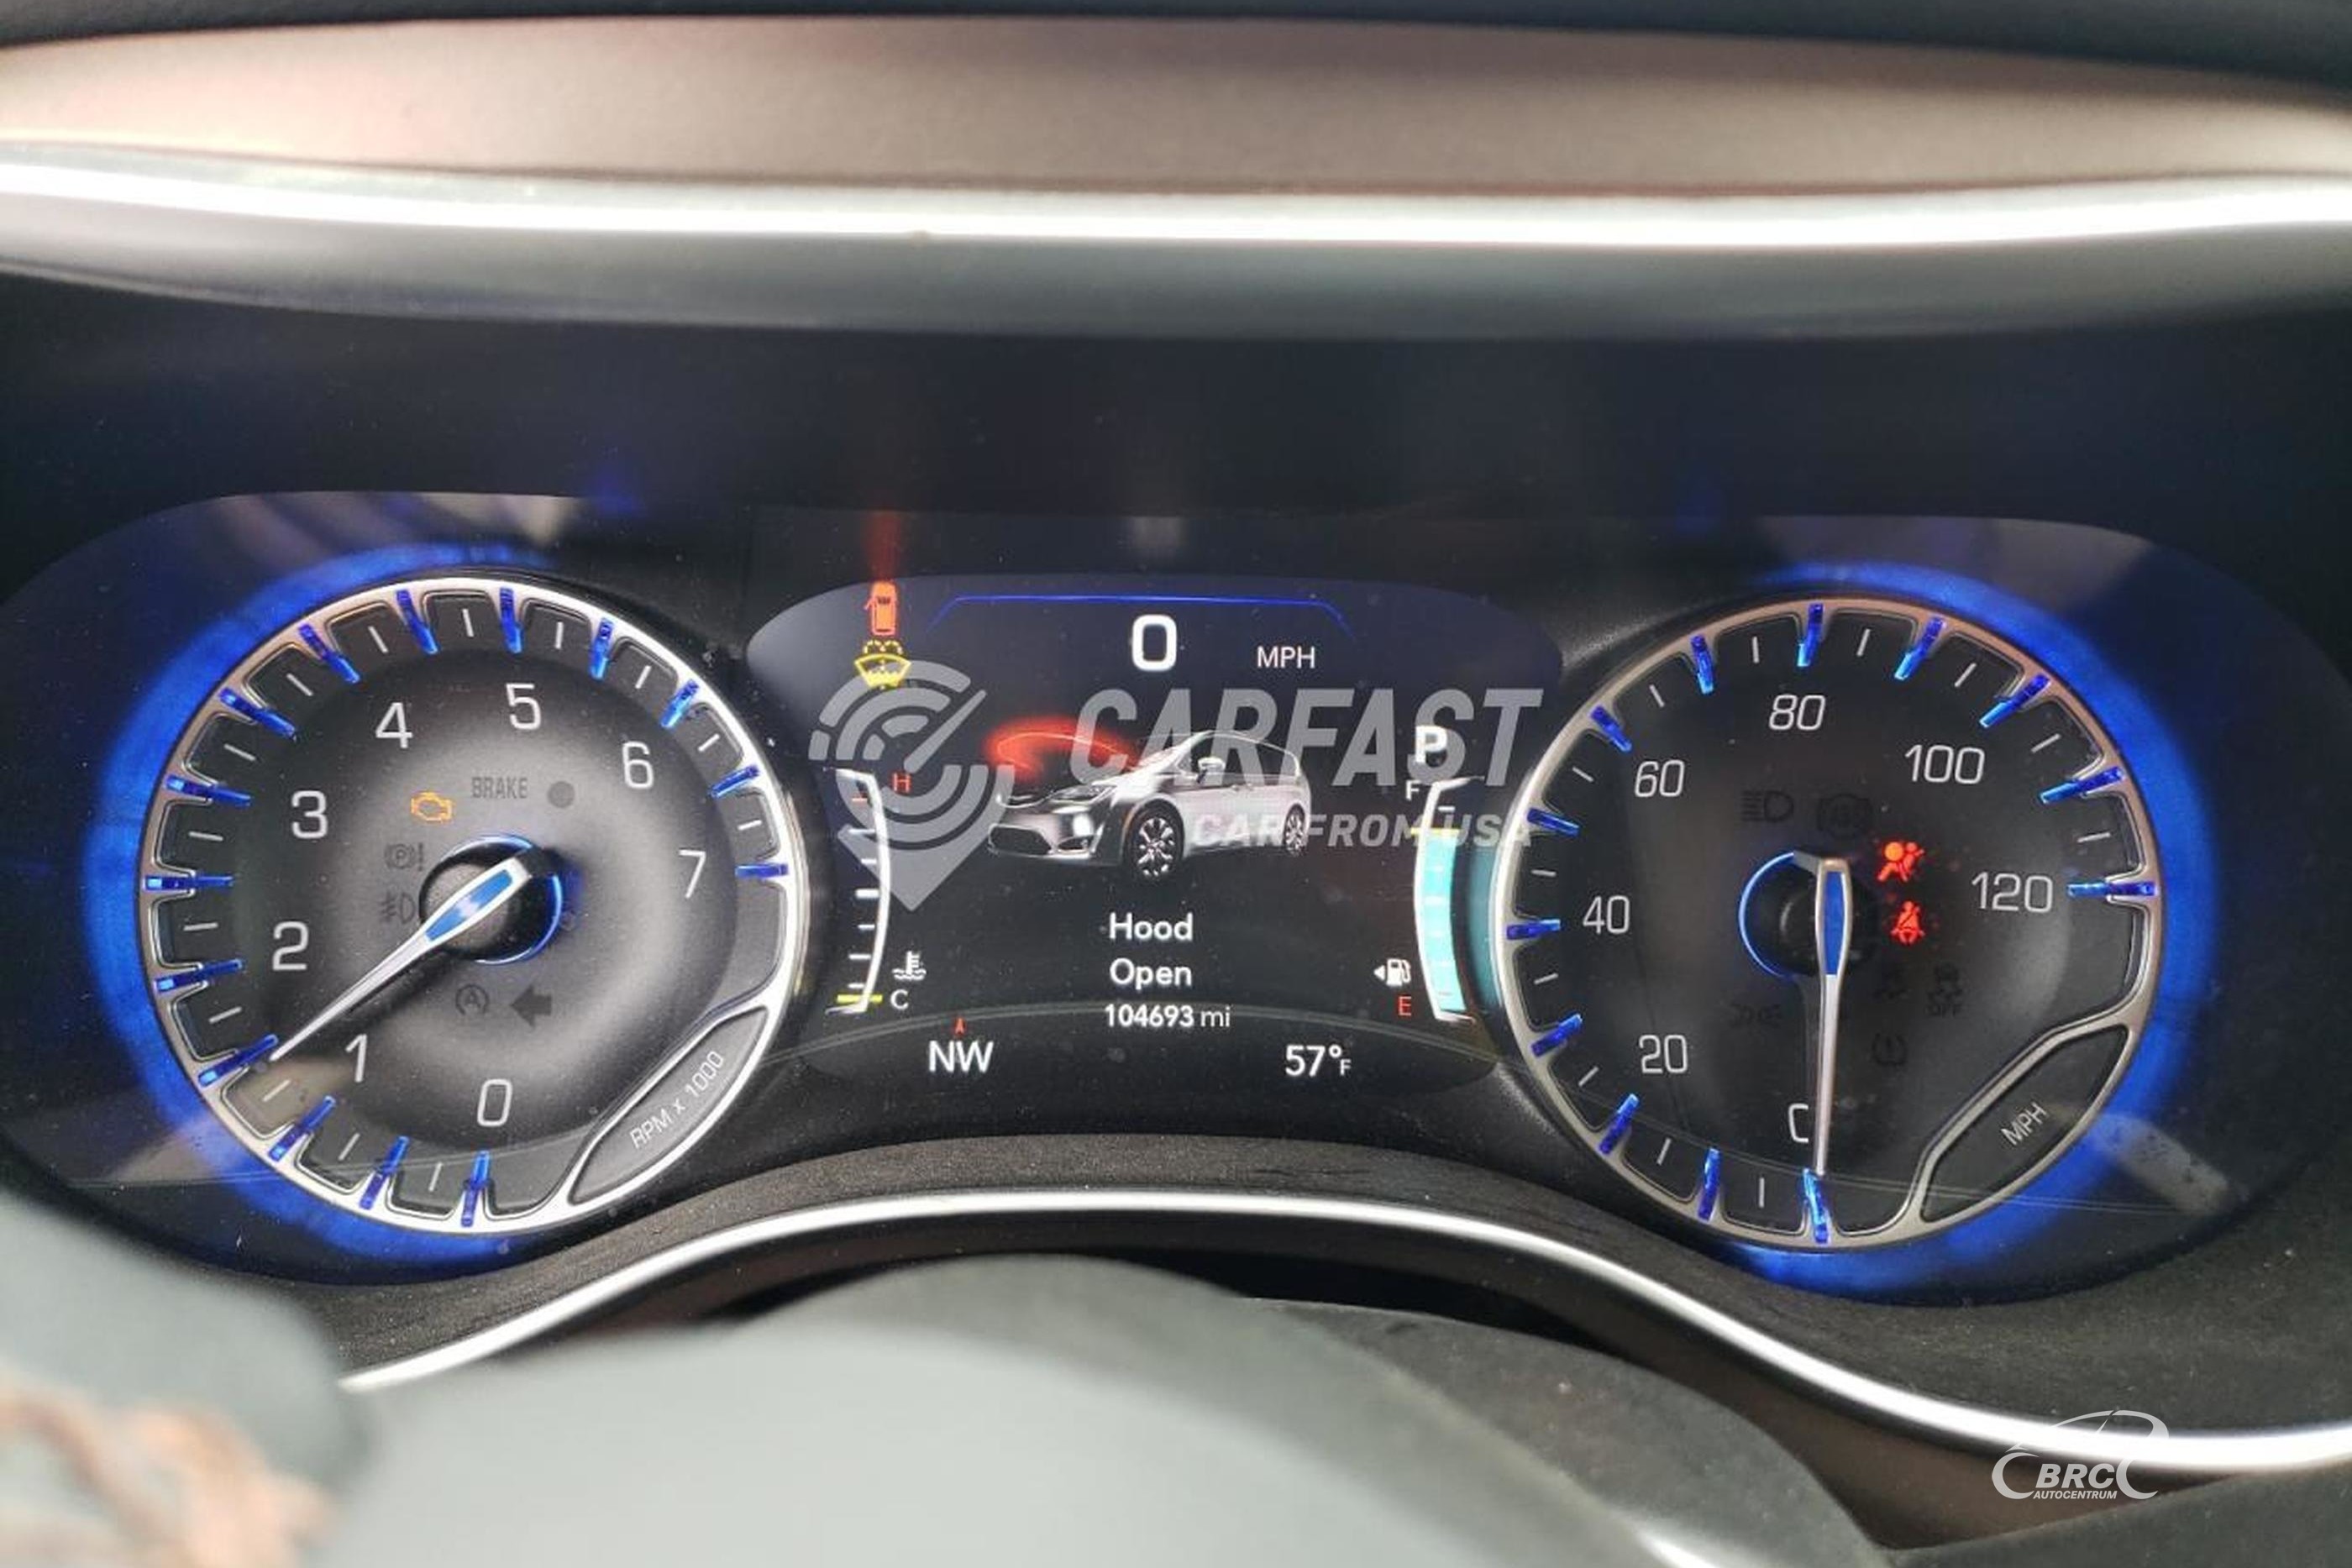 0 MPH
CARFAST
CAR FROM USA
4 5
3 6
BRAKE
2 7
1
0
RPM x 1000
H
C
P
F
E
Hood
Open
104693 mi
NW 57°F
80
60 100
40 120
20
0
MPH
OFF
BRC
AUTOCENTRUM